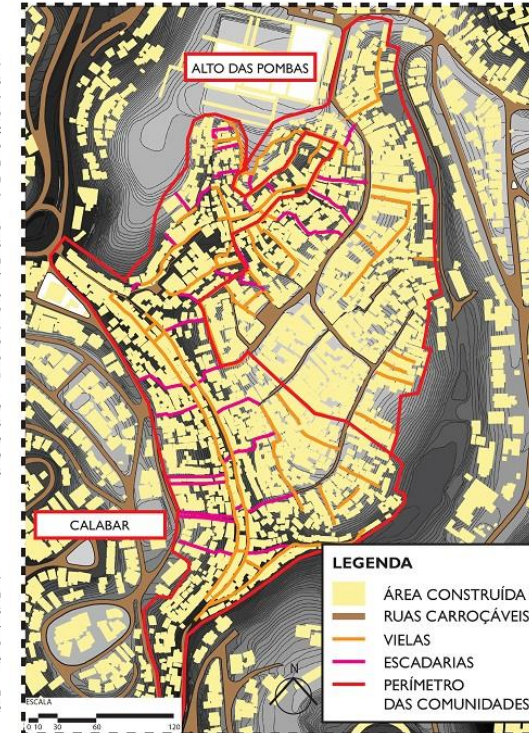 ALTO DAS POMBAS
CALABAR
LEGENDA
ÁREA CONSTRUÍDA
RUAS CARROÇÁVEIS
VIELAS
ESCADARIAS
PERÍMETRO
DAS COMUNIDADES
N
ESCALA
0 10 30 60 120